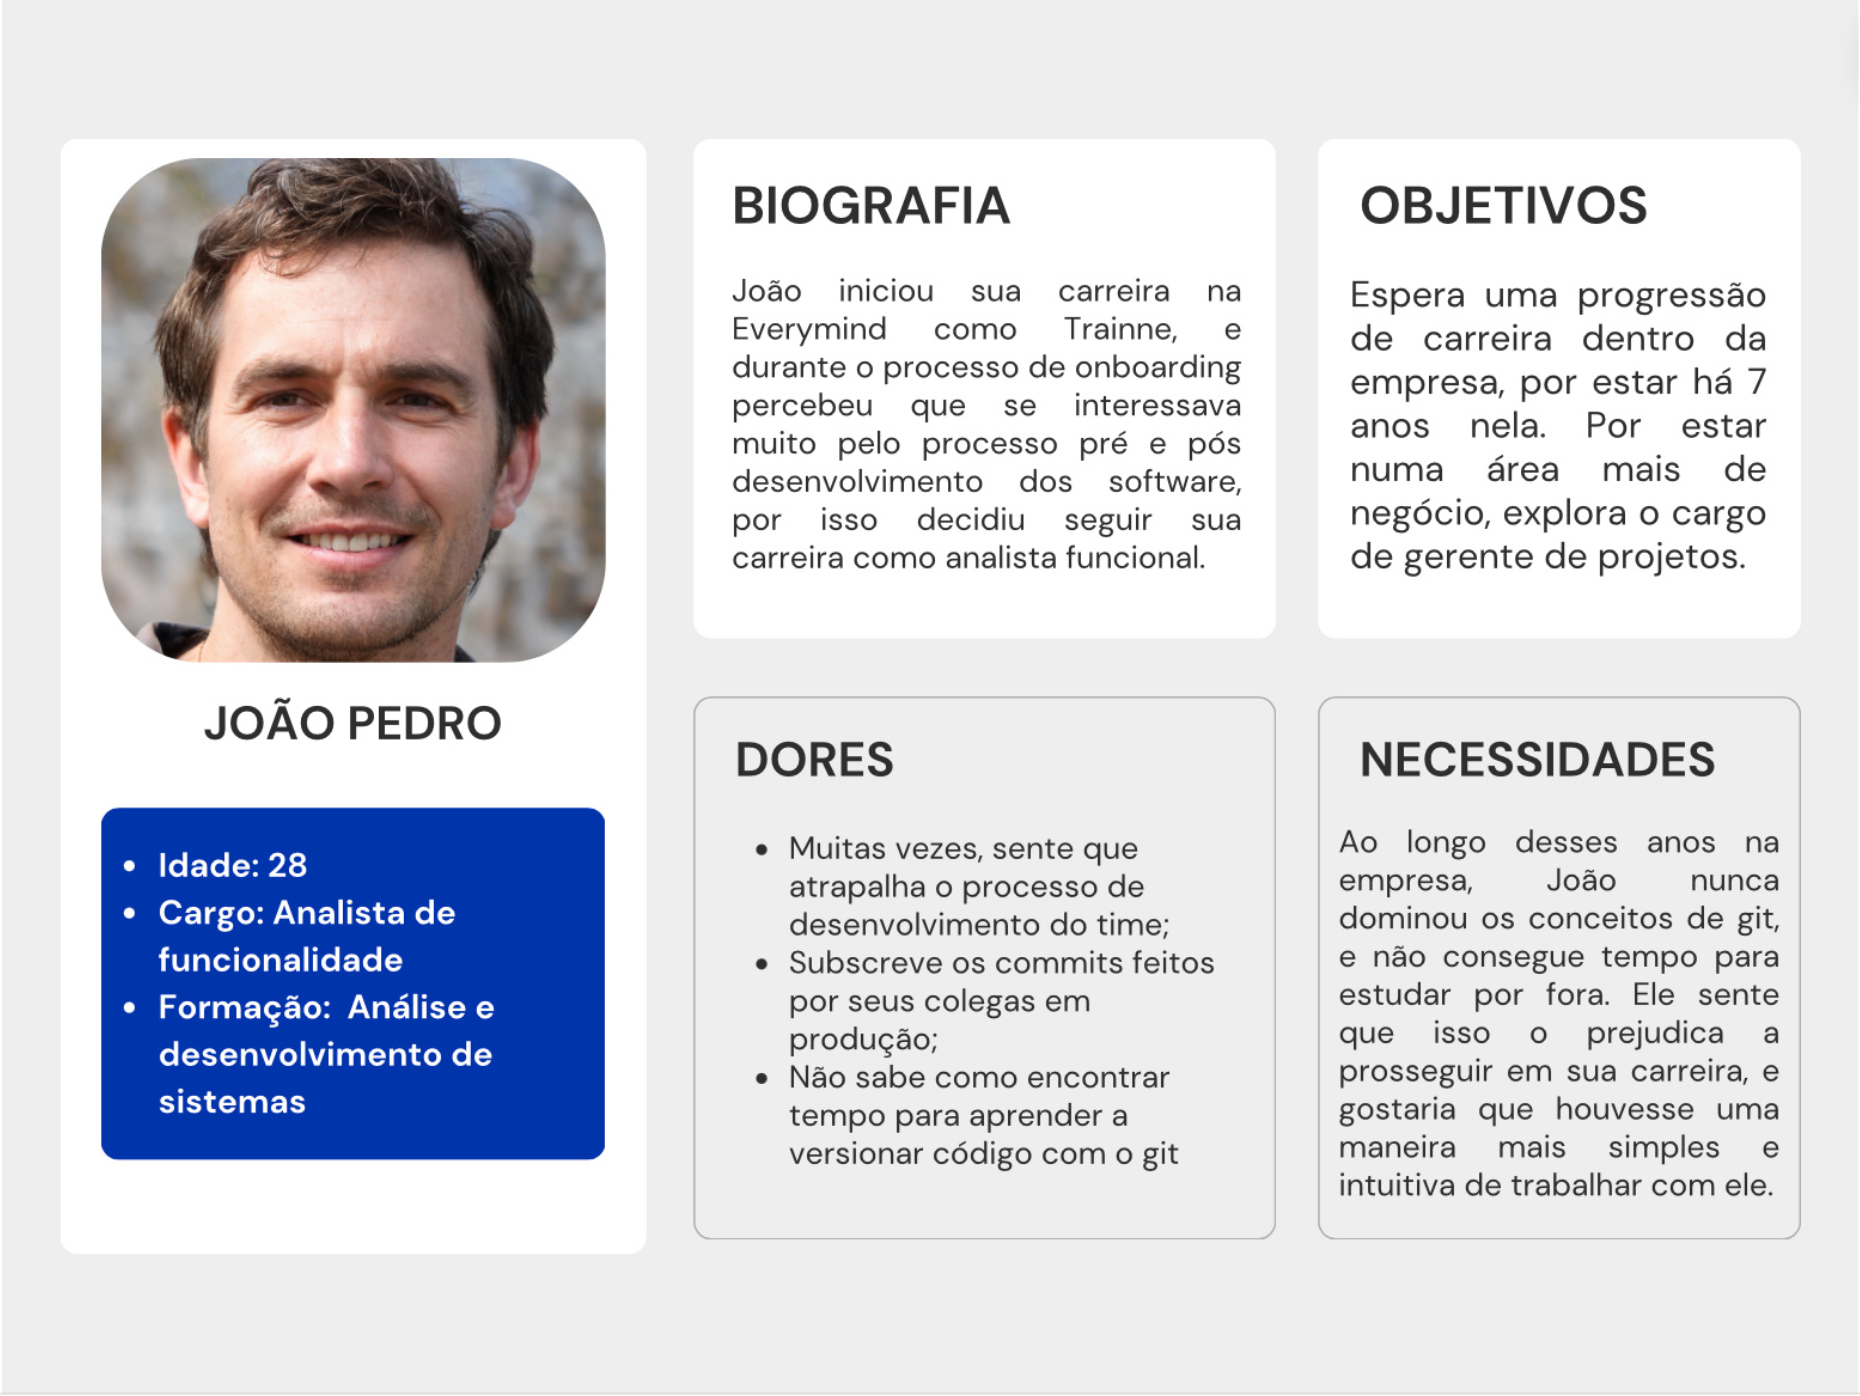 JOÃO PEDRO
• Idade: 28
• Cargo: Analista de
funcionalidade
• Formação:  Análise e
desenvolvimento de
sistemas
BIOGRAFIA
João iniciou sua carreira na
Everymind como Trainne, e
durante o processo de onboarding
percebeu que se interessava
muito pelo processo pré e pós
desenvolvimento dos software,
por isso decidiu seguir sua
carreira como analista funcional.
OBJETIVOS
Espera uma progressão
de carreira dentro da
empresa, por estar há 7
anos nela. Por estar
numa área mais de
negócio, explora o cargo
de gerente de projetos.
DORES
• Muitas vezes, sente que
atrapalha o processo de
desenvolvimento do time;
• Subscreve os commits feitos
por seus colegas em
produção;
• Não sabe como encontrar
tempo para aprender a
versionar código com o git
NECESSIDADES
Ao longo desses anos na
empresa, João nunca
dominou os conceitos de git,
e não consegue tempo para
estudar por fora. Ele sente
que isso o prejudica a
prosseguir em sua carreira, e
gostaria que houvesse uma
maneira mais simples e
intuitiva de trabalhar com ele.